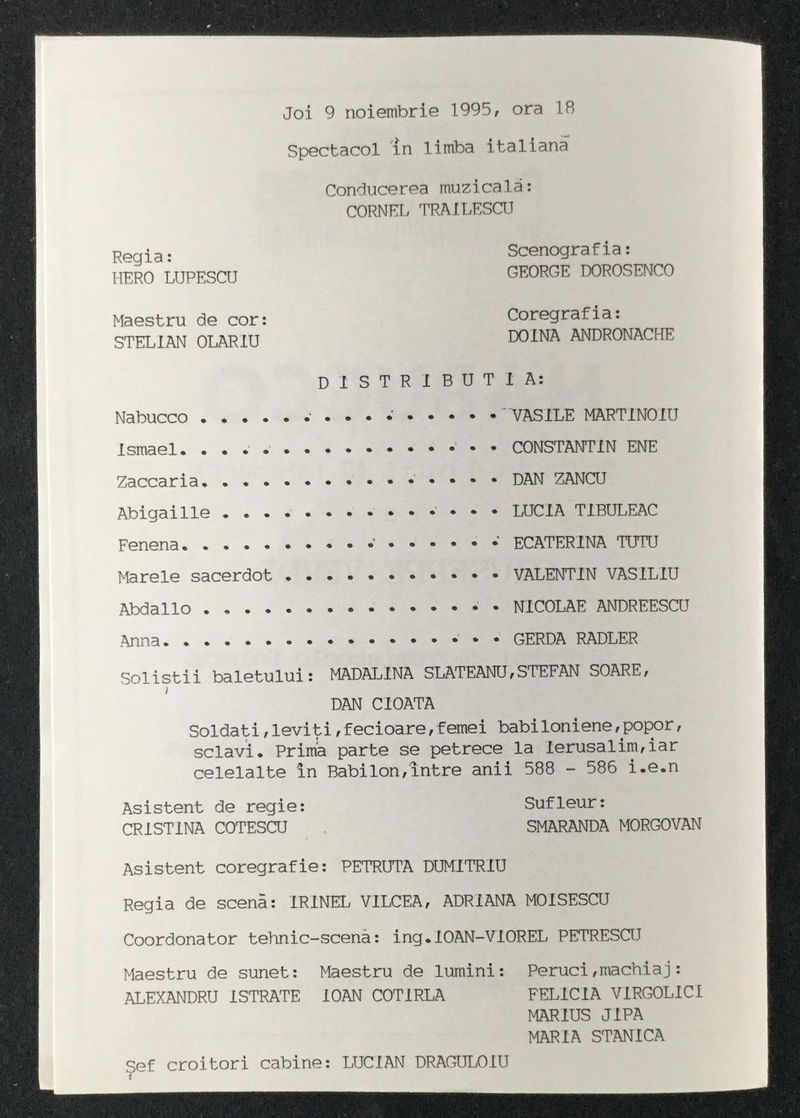 Joi 9 noiembrie 1995, ora 18
Spectacol în limba italiană
Conducerea muzicală:
CORNEL TRAILESCU
Regia:
HERO LUPESCU
Scenografia:
GEORGE DOROSENCO
Maestru de cor:
STELIAN OLARIU
Coregrafia:
DOINA ANDRONACHE
D I S T R I B U T I A:
Nabucco . . . . . . . . . . . . . . . . VASILE MARTINOIU
Ismael. . . . . . . . . . . . . . . . . . CONSTANTIN ENE
Zaccaria. . . . . . . . . . . . . . . . . DAN ZANCU
Abigaille . . . . . . . . . . . . . . . LUCIA TIBULEAC
Fenena. . . . . . . . . . . . . . . . . . ECATERINA TUTU
Marele sacerdot . . . . . . . . . . . VALENTIN VASILIU
Abdallo . . . . . . . . . . . . . . . . NICOLAE ANDREESCU
Anna. . . . . . . . . . . . . . . . . . . GERDA RADLER
Soliștii baletului: MADALINA SLATEANU,STEFAN SOARE,
DAN CIOATA
Soldați,leviți,fecioare,femei babiloniene,popor,
sclavi. Prima parte se petrece la Ierusalim,iar
celelalte în Babilon,între anii 588 - 586 i.e.n
Asistent de regie:
CRISTINA COTESCU
Sufleur:
SMARANDA MORGOVAN
Asistent coregrafie: PETRUTA DUMITRIU
Regia de scenă: IRINEL VILCEA, ADRIANA MOISESCU
Coordonator tehnic-scenă: ing.IOAN-VIOREL PETRESCU
Maestru de sunet: Maestru de lumini: Peruci,machiaj:
ALEXANDRU ISTRATE IOAN COTIRLA FELICIA VIRGOLICI
MARIUS JIPA
MARIA STANICA
Șef croitori cabine: LUCIAN DRAGULOIU